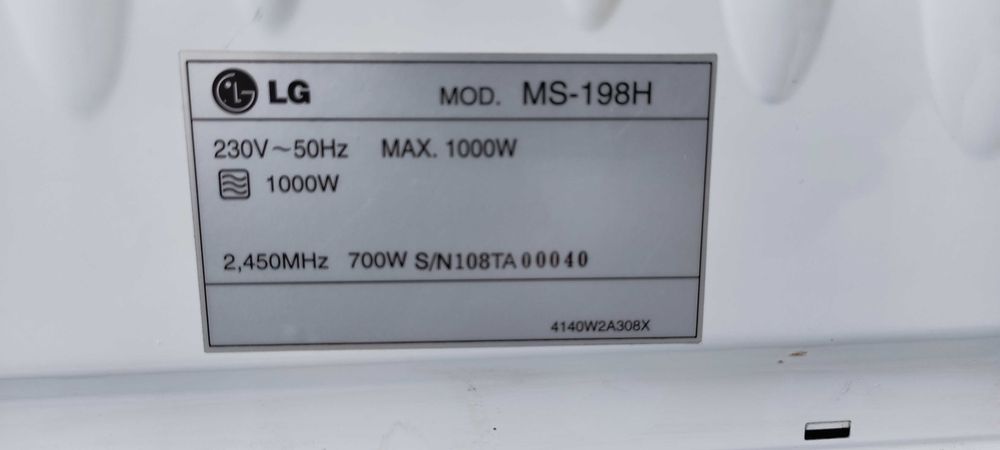 LG MOD. MS-198H
230V~50Hz MAX. 1000W
1000W
2,450MHz 700W S/N108TA00040
4140W2A308X